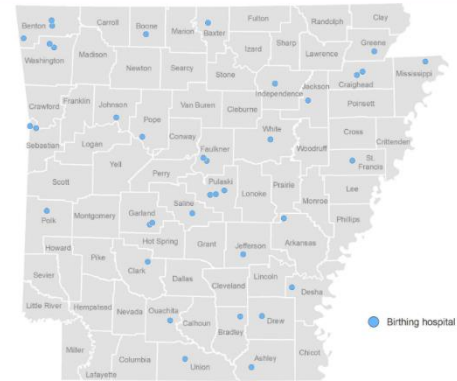 Benton
Carroll
Boone
Marion
Baxter
Fulton
Randolph
Clay
Washington
Madison
Newton
Searcy
Stone
Izard
Sharp
Lawrence
Greene
Independence
Jackson
Craighead
Mississippi
Crawford
Franklin
Johnson
Pope
Van Buren
Cleburne
Poinsett
Sebastian
Logan
Conway
Faulkner
White
Woodruff
Cross
Crittenden
St.
Francis
Scott
Yell
Perry
Pulaski
Lonoke
Prairie
Monroe
Lee
Phillips
Polk
Montgomery
Garland
Saline
Hot Spring
Grant
Jefferson
Arkansas
Howard
Pike
Clark
Dallas
Cleveland
Lincoln
Desha
Sevier
Little River
Hempstead
Nevada
Ouachita
Calhoun
Bradley
Drew
Birthing hospital
Miller
Lafayette
Columbia
Union
Ashley
Chicot